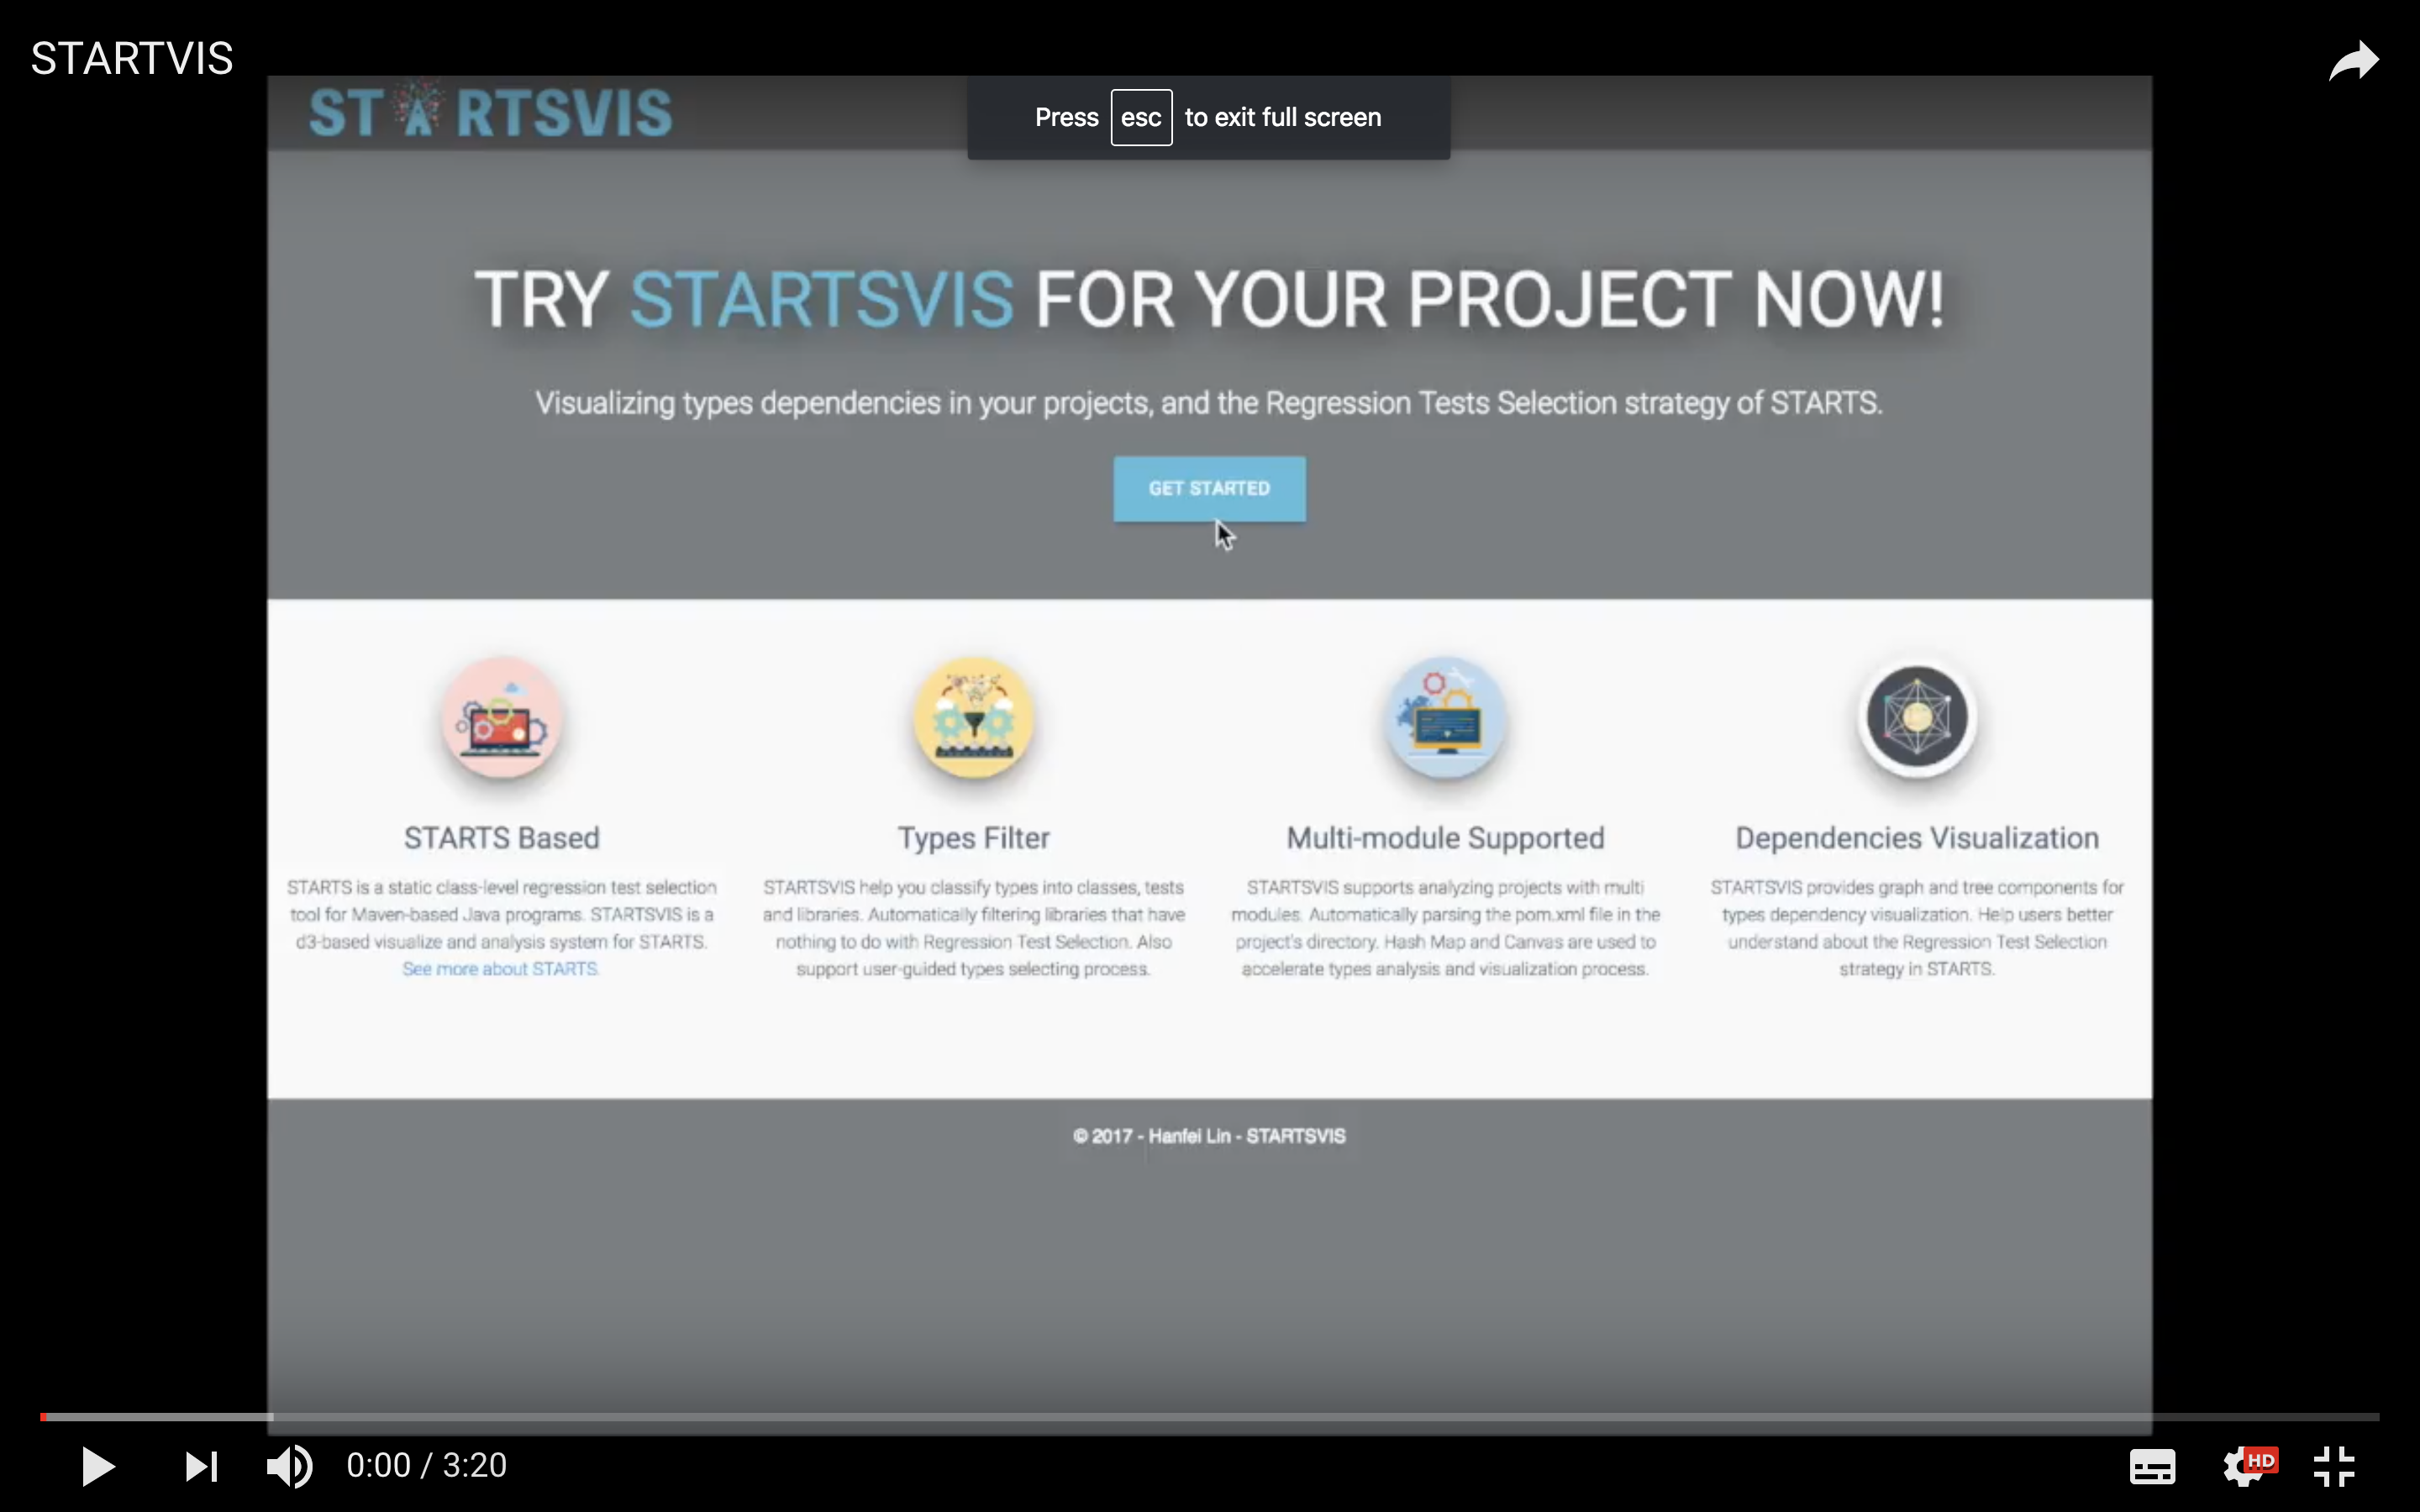 STARTVIS
STARTSVIS
Press esc to exit full screen
TRY STARTSVIS FOR YOUR PROJECT NOW!
Visualizing types dependencies in your projects, and the Regression Tests Selection strategy of STARTS.
GET STARTED
STARTS Based
STARTS is a static class-level regression test selection
tool for Maven-based Java programs. STARTSVIS is a
d3-based visualize and analysis system for STARTS.
See more about STARTS.
Types Filter
STARTSVIS help you classify types into classes, tests
and libraries. Automatically filtering libraries that have
nothing to do with Regression Test Selection. Also
support user-guided types selecting process.
Multi-module Supported
STARTSVIS supports analyzing projects with multi
modules. Automatically parsing the pom.xml file in the
project's directory. Hash Map and Canvas are used to
accelerate types analysis and visualization process.
Dependencies Visualization
STARTSVIS provides graph and tree components for
types dependency visualization. Help users better
understand about the Regression Test Selection
strategy in STARTS.
© 2017 - Hanfei Lin - STARTSVIS
0:00 / 3:20
HD